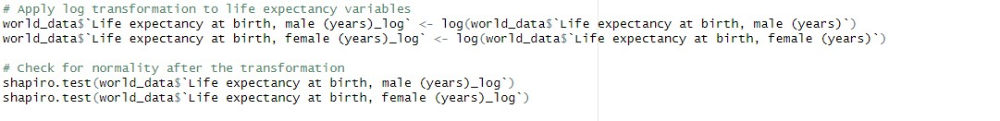 # Apply log transformation to life expectancy variables
world_data$`Life expectancy at birth, male (years)_log` <- log(world_data$`Life expectancy at birth, male (years)`)
world_data$`Life expectancy at birth, female (years)_log` <- log(world_data$`Life expectancy at birth, female (years)`)
# Check for normality after the transformation
shapiro.test(world_data$`Life expectancy at birth, male (years)_log`)
shapiro.test(world_data$`Life expectancy at birth, female (years)_log`)